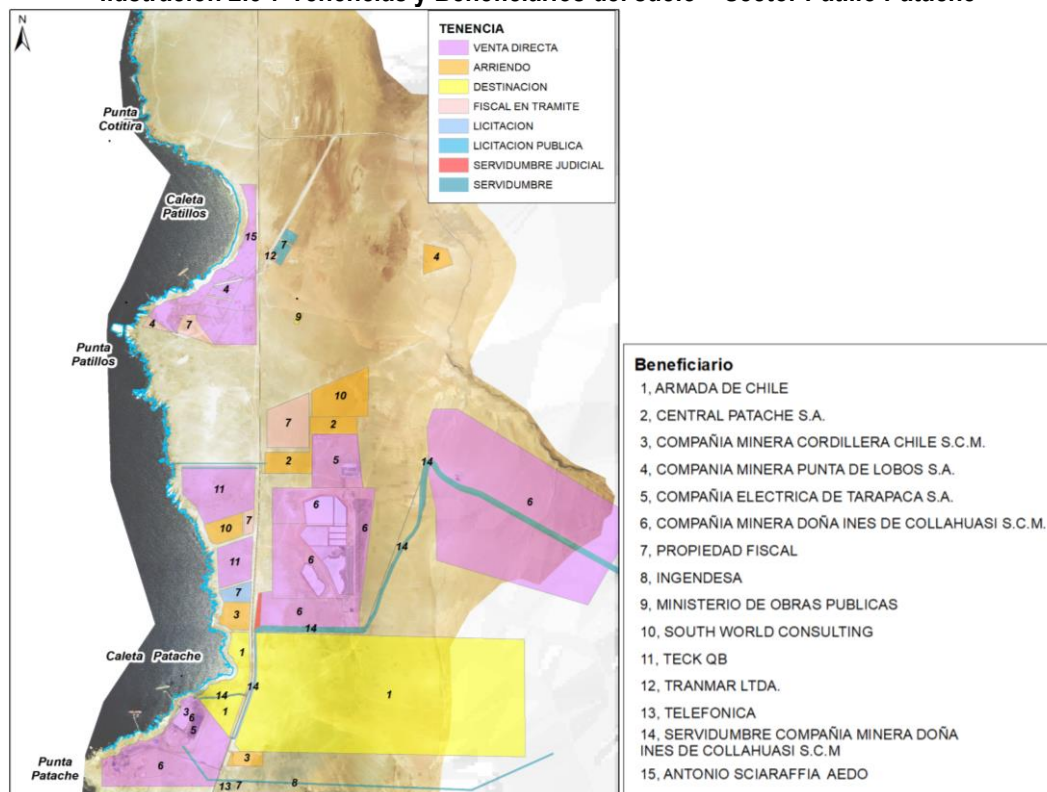 Ilustración 2.3-1 Tenencias y Beneficiarios del suelo – Sector Patillo Patache
N
TENENCIA
VENTA DIRECTA
ARRIENDO
DESTINACION
FISCAL EN TRAMITE
LICITACION
LICITACION PUBLICA
SERVIDUMBRE JUDICIAL
SERVIDUMBRE
Punta
Cotitira
Caleta
Patillos
15
7
12
4
4
9
4
7
Punta
Patillos
10
7
2
2
5
14
11
6
6
6
10
7
14
11
6
7
3
6
14
1
Caleta Patache
14
1
14
1
3
6
5
Punta
Patache
6
3
13
7
8
Beneficiario
1, ARMADA DE CHILE
2, CENTRAL PATACHE S.A.
3, COMPAÑIA MINERA CORDILLERA CHILE S.C.M.
4, COMPANIA MINERA PUNTA DE LOBOS S.A.
5, COMPAÑIA ELECTRICA DE TARAPACA S.A.
6, COMPAÑIA MINERA DOÑA INES DE COLLAHUASI S.C.M.
7, PROPIEDAD FISCAL
8, INGENDESA
9, MINISTERIO DE OBRAS PUBLICAS
10, SOUTH WORLD CONSULTING
11, TECK QB
12, TRANMAR LTDA.
13, TELEFONICA
14, SERVIDUMBRE COMPAÑIA MINERA DOÑA
INES DE COLLAHUASI S.C.M
15, ANTONIO SCIARAFFIA AEDO